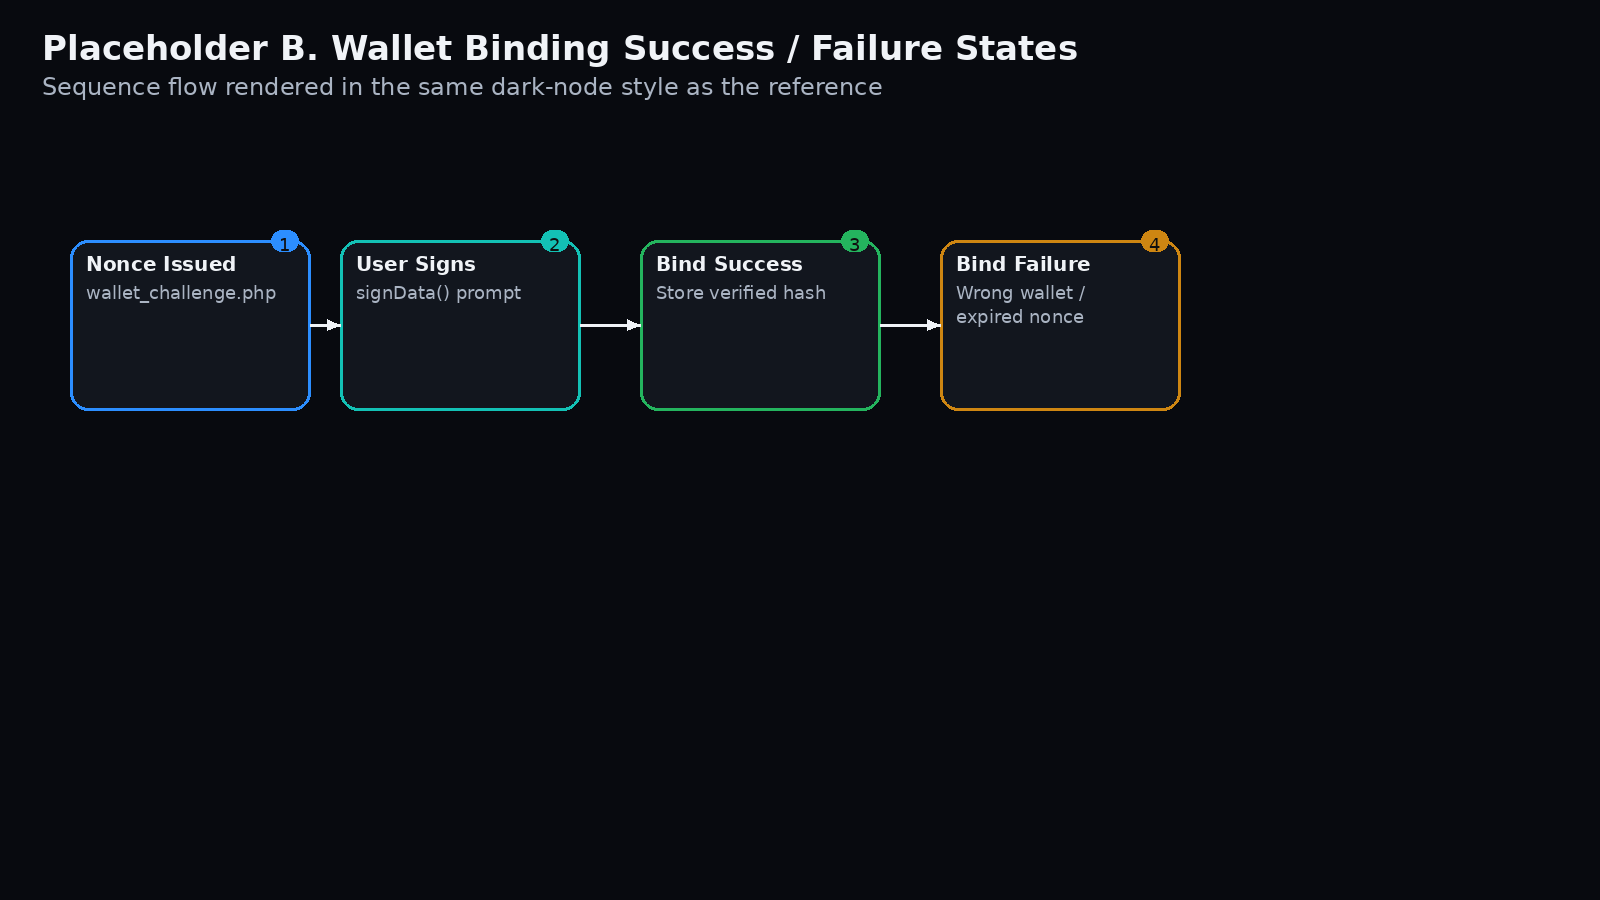 Placeholder B. Wallet Binding Success / Failure States
Sequence flow rendered in the same dark-node style as the reference
1
Nonce Issued
wallet_challenge.php
2
User Signs
signData() prompt
3
Bind Success
Store verified hash
4
Bind Failure
Wrong wallet /
expired nonce